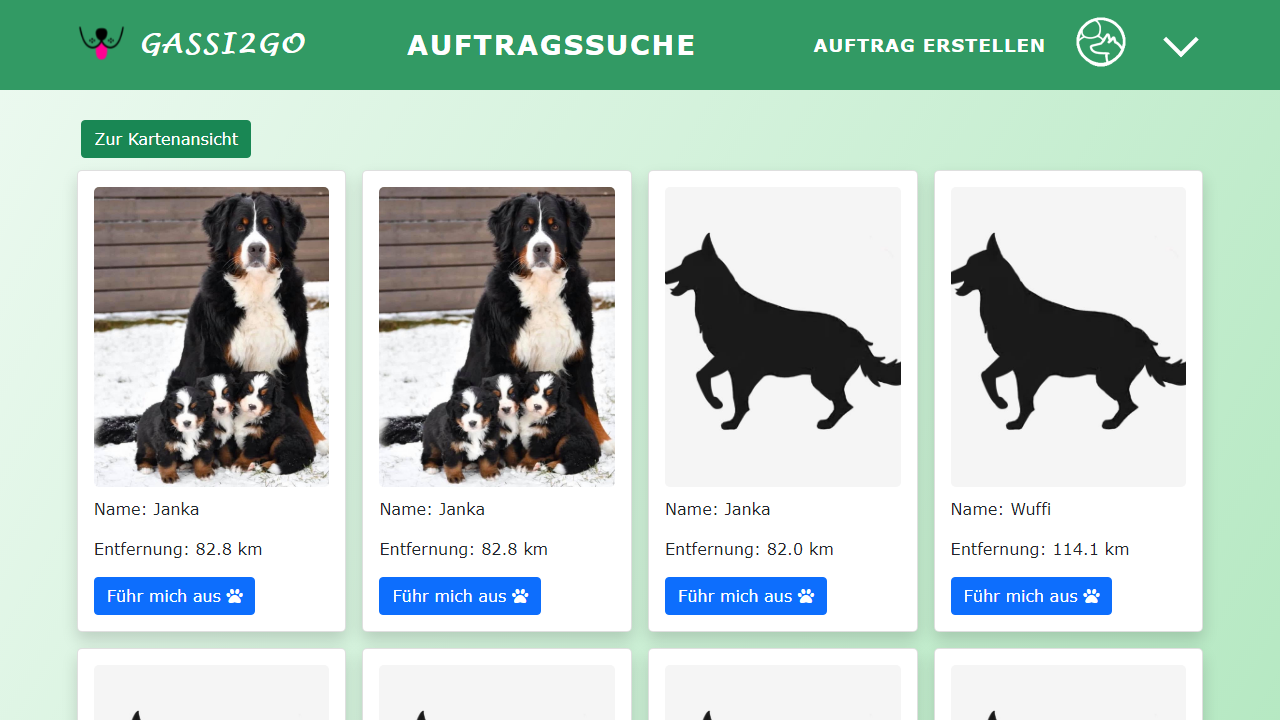 GASSI2GO
AUFTRAGSSUCHE
AUFTRAG ERSTELLEN
Zur Kartenansicht
Name: Janka
Entfernung: 82.8 km
Führ mich aus
Name: Janka
Entfernung: 82.8 km
Führ mich aus
Name: Janka
Entfernung: 82.0 km
Führ mich aus
Name: Wuffi
Entfernung: 114.1 km
Führ mich aus